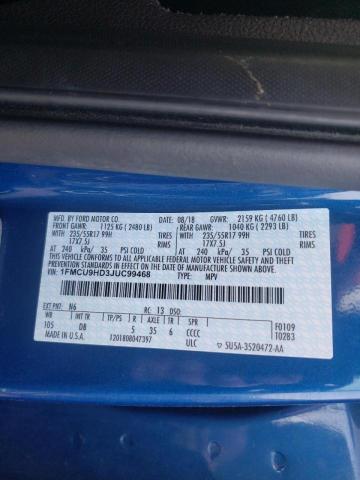 MFD. BY FORD MOTOR CO.
DATE: 08/18 GVWR: 2159 KG ( 4760 LB)
FRONT GAWR: 1125 KG ( 2480 LB) REAR GAWR: 1040 KG ( 2293 LB)
WITH 235/55R17 99H TIRES WITH 235/55R17 99H TIRES
17X7.5J RIMS 17X7.5J RIMS
AT 240 kPa/ 35 PSI COLD AT 240 kPa/ 35 PSI COLD
THIS VEHICLE CONFORMS TO ALL APPLICABLE FEDERAL MOTOR VEHICLE SAFETY AND THEFT PREVENTION STANDARDS IN EFFECT ON THE DATE OF MANUFACTURE SHOWN ABOVE.
VIN: 1FMCU9HD3JUC99468 TYPE: MPV
EXT PNT: N6 RC: 13 DSO:
WB INT TR TP R AXLE TR SPR
105 DB 5 35 6 CCCC F0109
1201808047397 ULC T0283
5U5A-3520472-AA